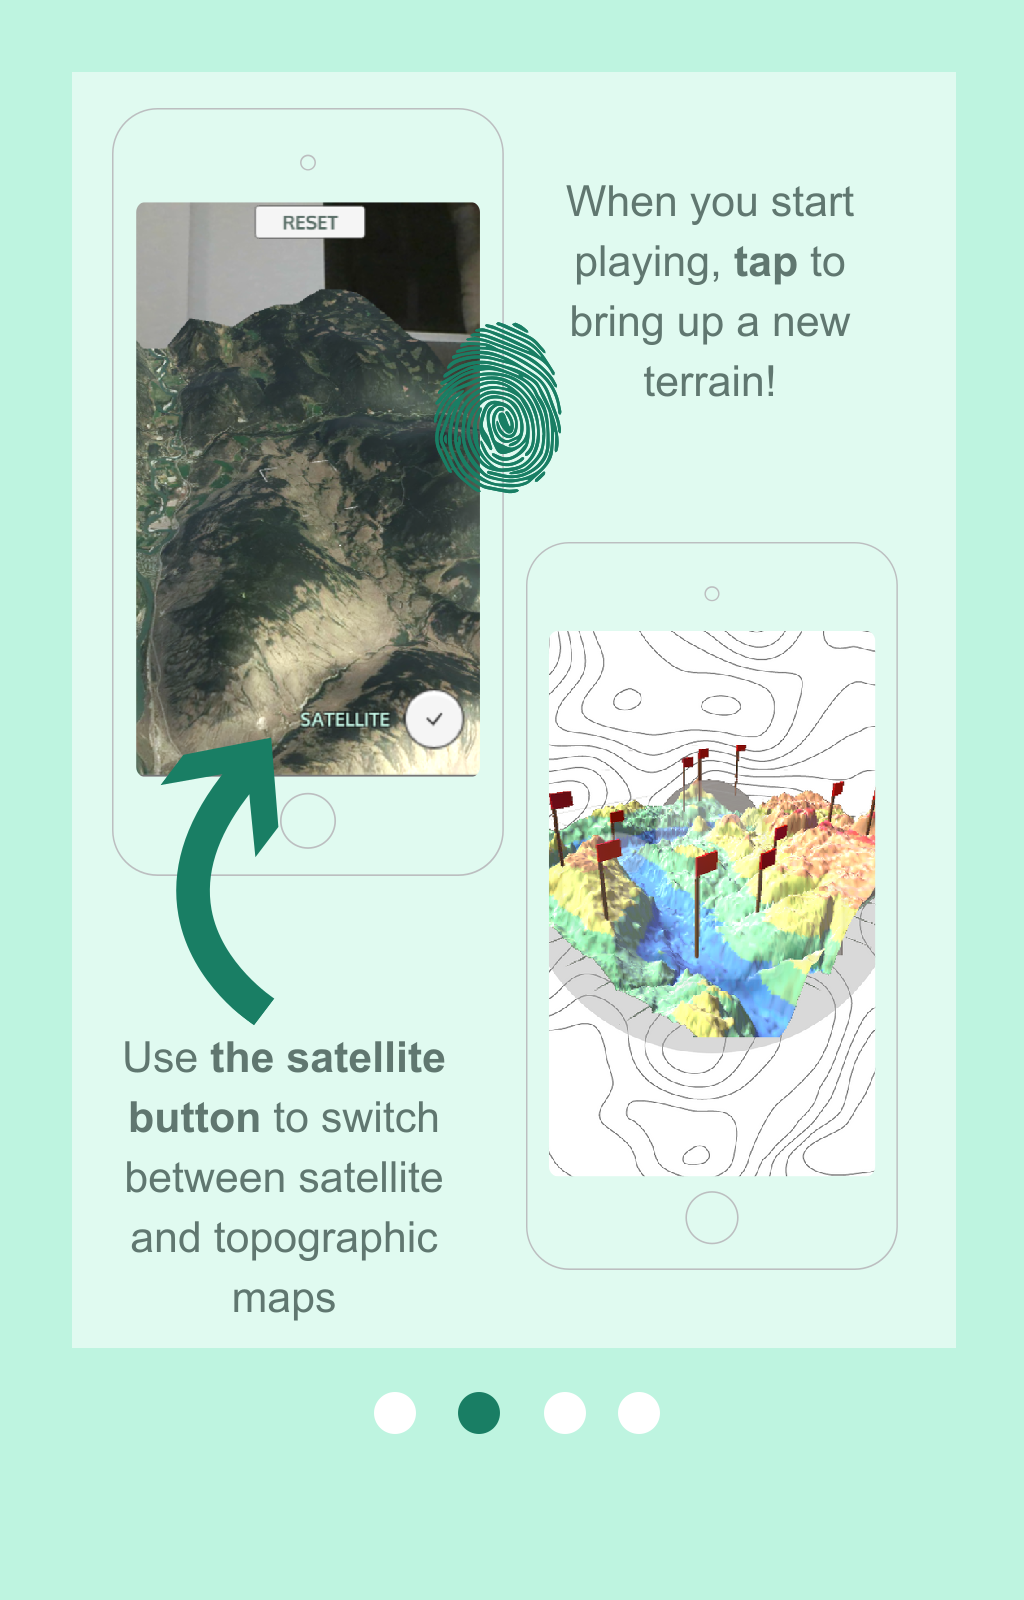 RESET
When you start
playing, tap to
bring up a new
terrain!
SATELLITE
Use the satellite
button to switch
between satellite
and topographic
maps